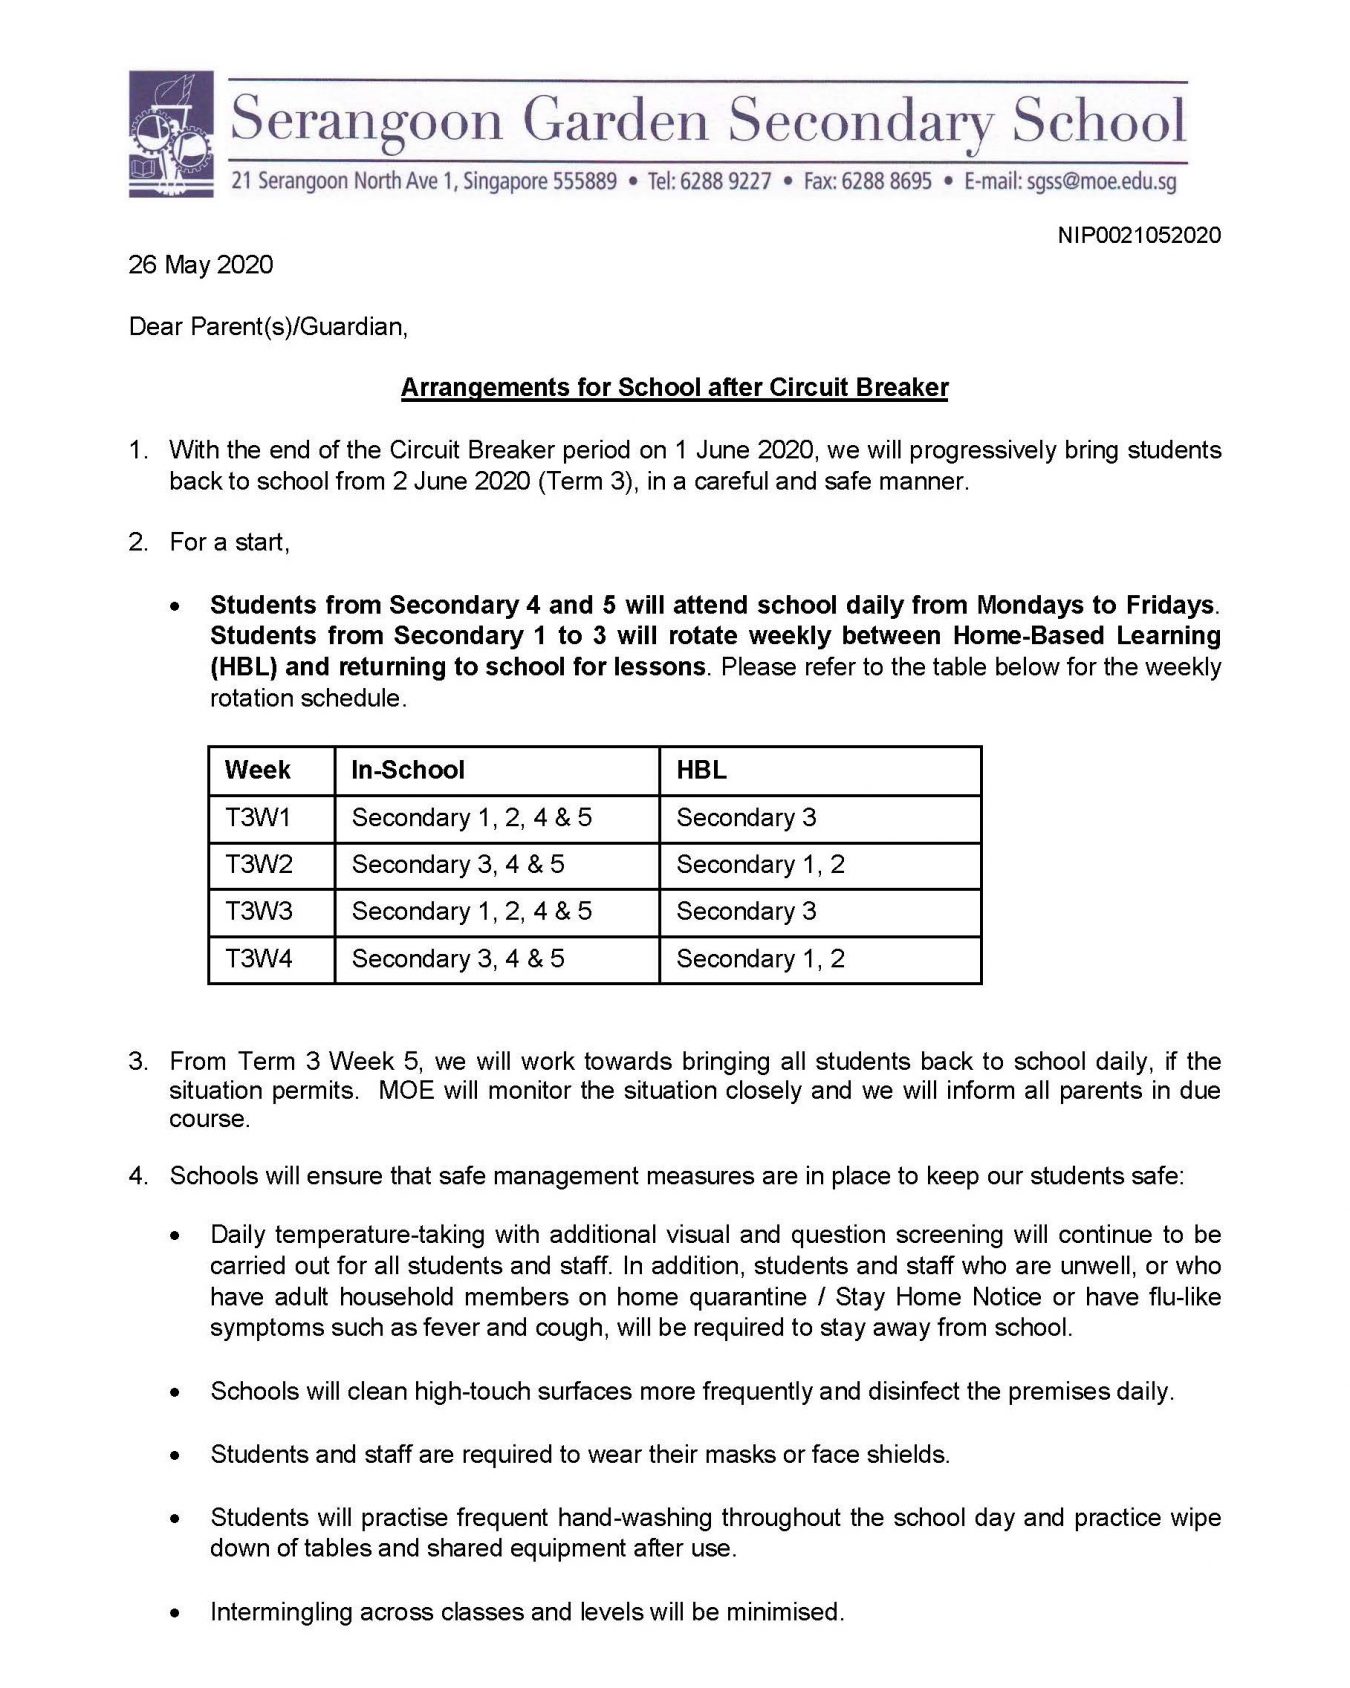 Serangoon Garden Secondary School
21 Serangoon North Ave 1, Singapore 555889 • Tel: 6288 9227 • Fax: 6288 8695 • E-mail: sgss@moe.edu.sg
NIP0021052020
26 May 2020
Dear Parent(s)/Guardian,
Arrangements for School after Circuit Breaker
1. With the end of the Circuit Breaker period on 1 June 2020, we will progressively bring students
back to school from 2 June 2020 (Term 3), in a careful and safe manner.
2. For a start,
• Students from Secondary 4 and 5 will attend school daily from Mondays to Fridays.
Students from Secondary 1 to 3 will rotate weekly between Home-Based Learning
(HBL) and returning to school for lessons. Please refer to the table below for the weekly
rotation schedule.
Week In-School HBL
T3W1 Secondary 1, 2, 4 & 5 Secondary 3
T3W2 Secondary 3, 4 & 5 Secondary 1, 2
T3W3 Secondary 1, 2, 4 & 5 Secondary 3
T3W4 Secondary 3, 4 & 5 Secondary 1, 2
3. From Term 3 Week 5, we will work towards bringing all students back to school daily, if the
situation permits. MOE will monitor the situation closely and we will inform all parents in due
course.
4. Schools will ensure that safe management measures are in place to keep our students safe:
• Daily temperature-taking with additional visual and question screening will continue to be
carried out for all students and staff. In addition, students and staff who are unwell, or who
have adult household members on home quarantine / Stay Home Notice or have flu-like
symptoms such as fever and cough, will be required to stay away from school.
• Schools will clean high-touch surfaces more frequently and disinfect the premises daily.
• Students and staff are required to wear their masks or face shields.
• Students will practise frequent hand-washing throughout the school day and practice wipe
down of tables and shared equipment after use.
• Intermingling across classes and levels will be minimised.